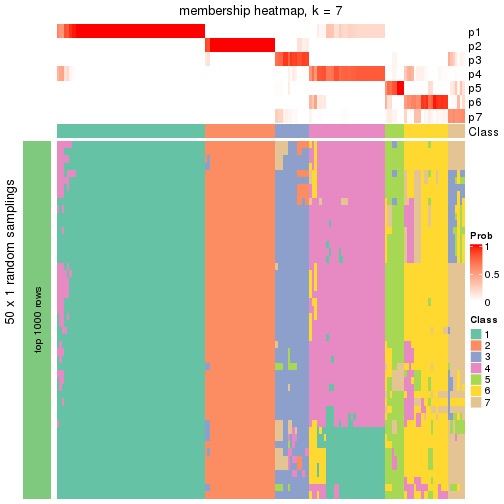 membership heatmap, k = 7
p1
p2
p3
p4
p5
p6
p7
Class
50 x 1 random samplings
top 1000 rows
Prob
1
0.5
0
Class
1
2
3
4
5
6
7